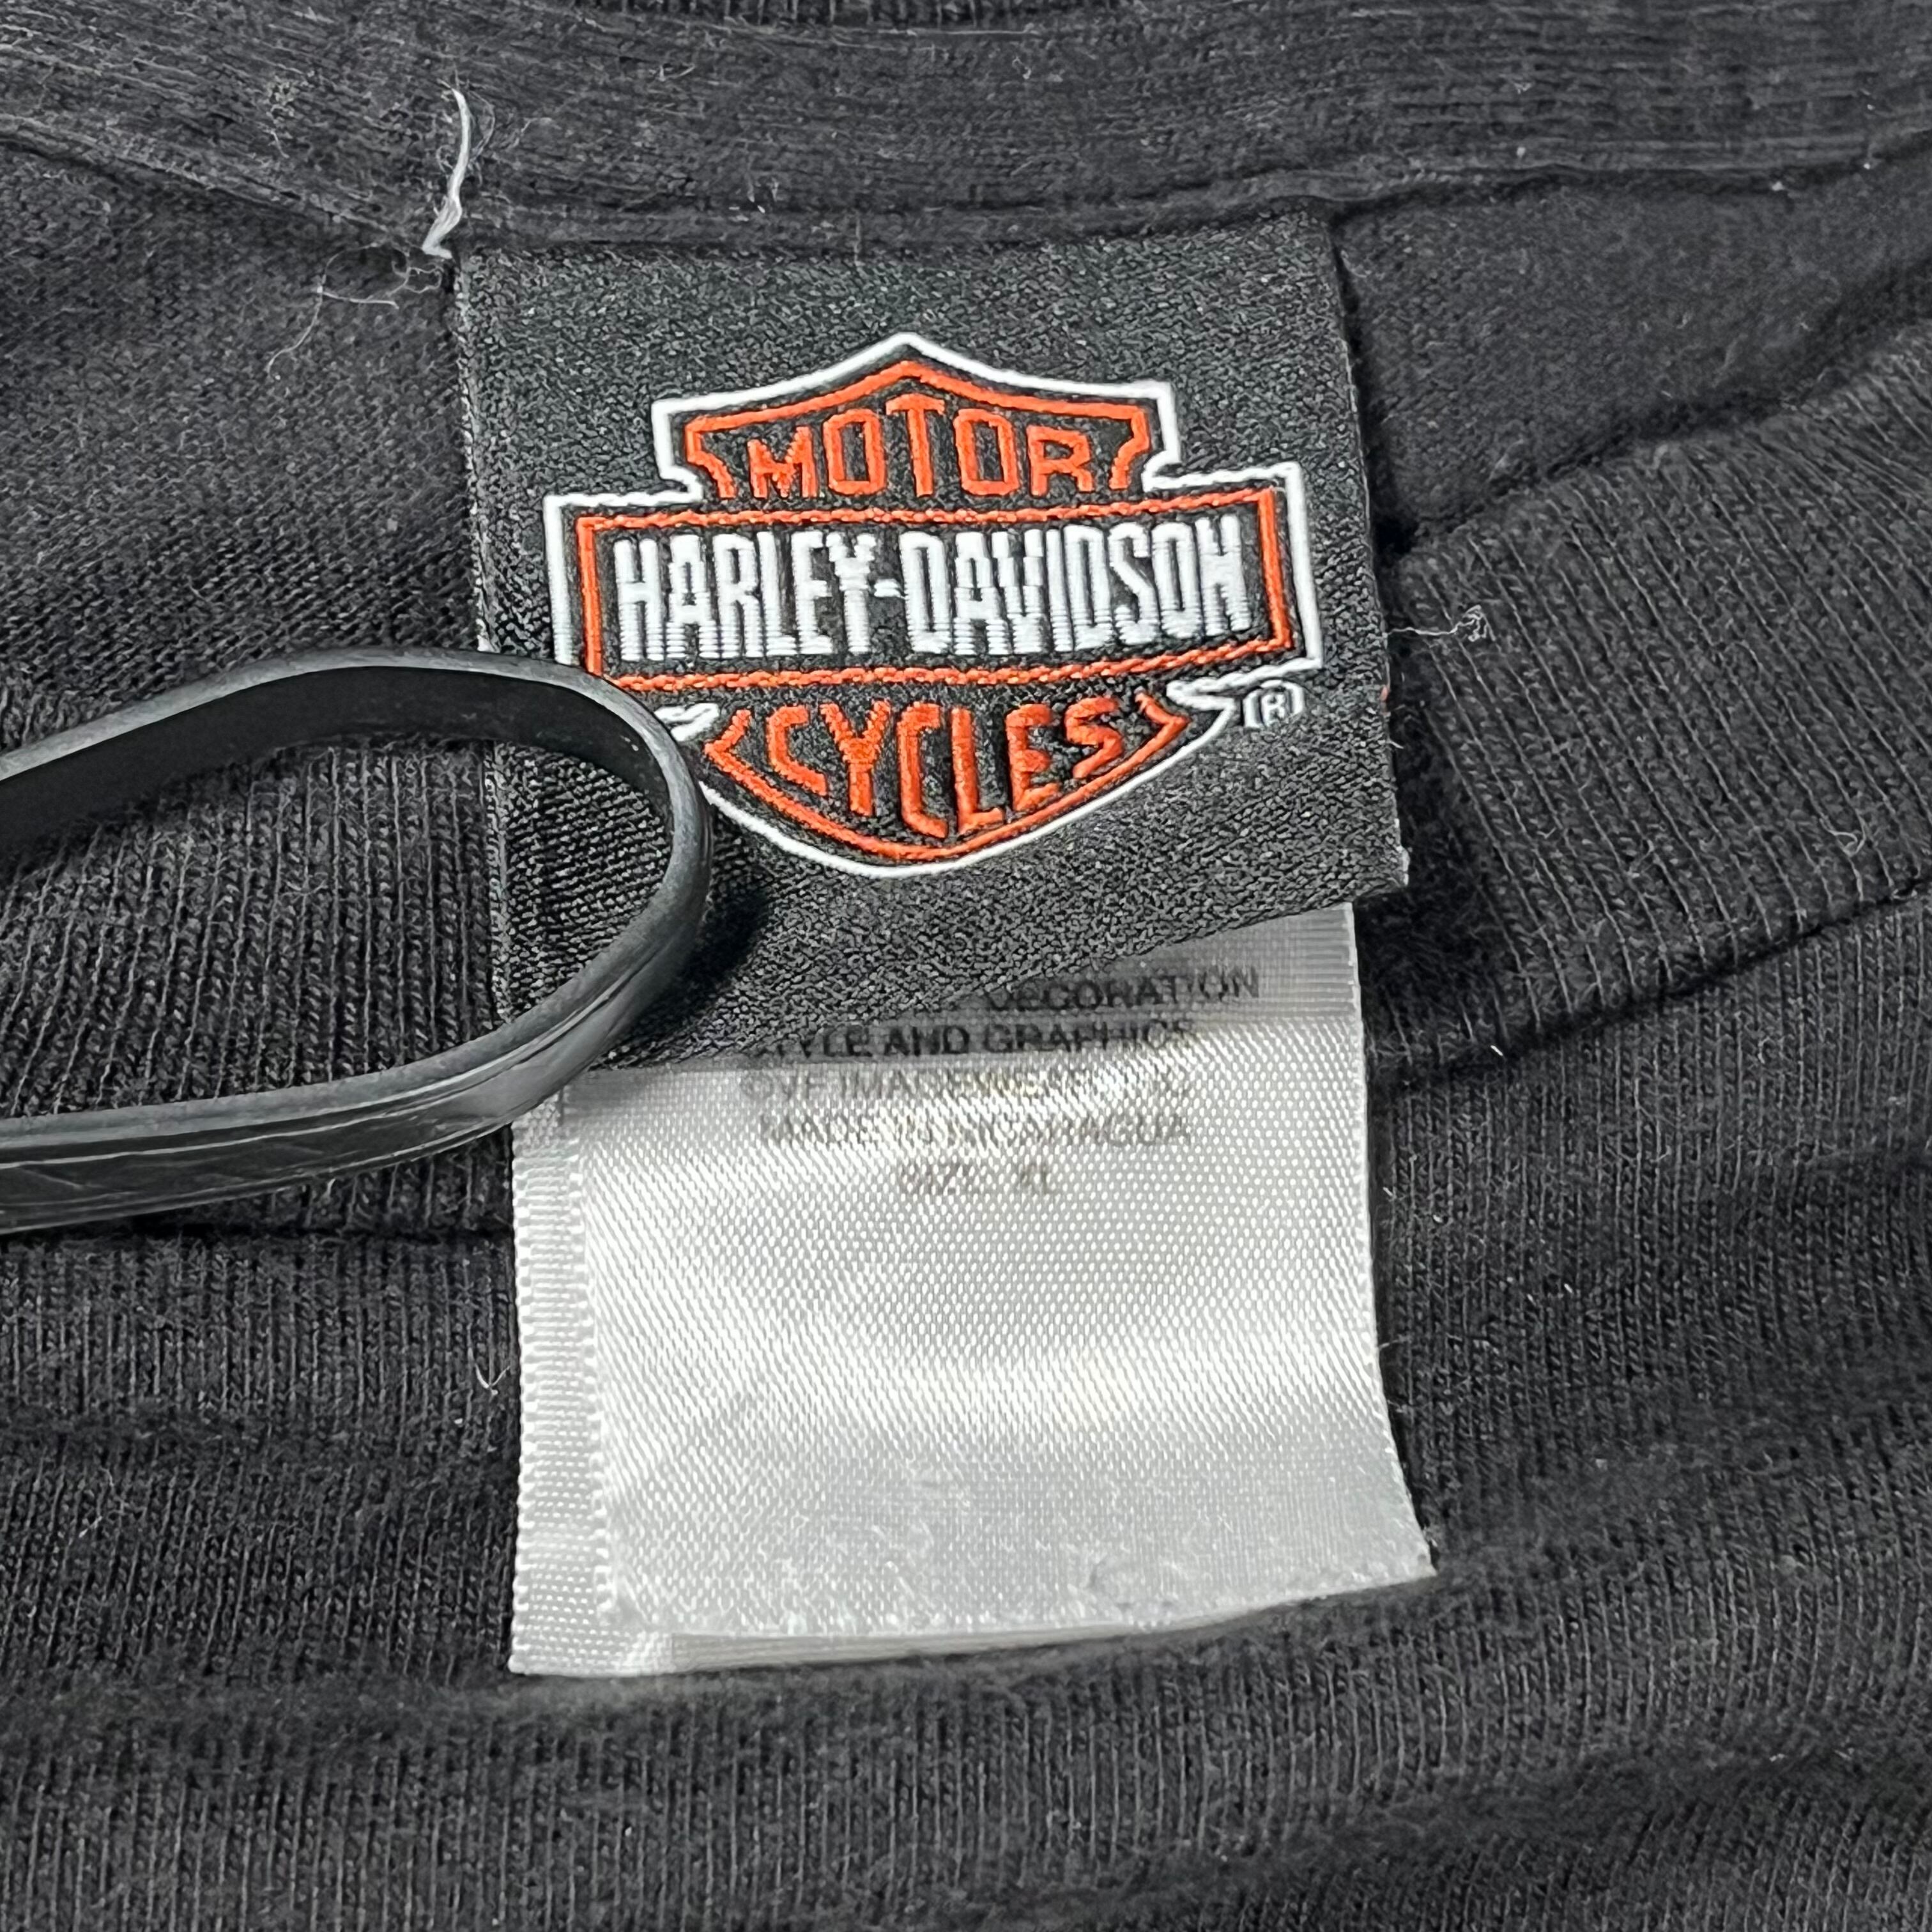 MOTOR
HARLEY-DAVIDSON
CYCLES
®
DECORATION
STYLE AND GRAPHICS
MADE IN NICARAGUA
SIZE: XL